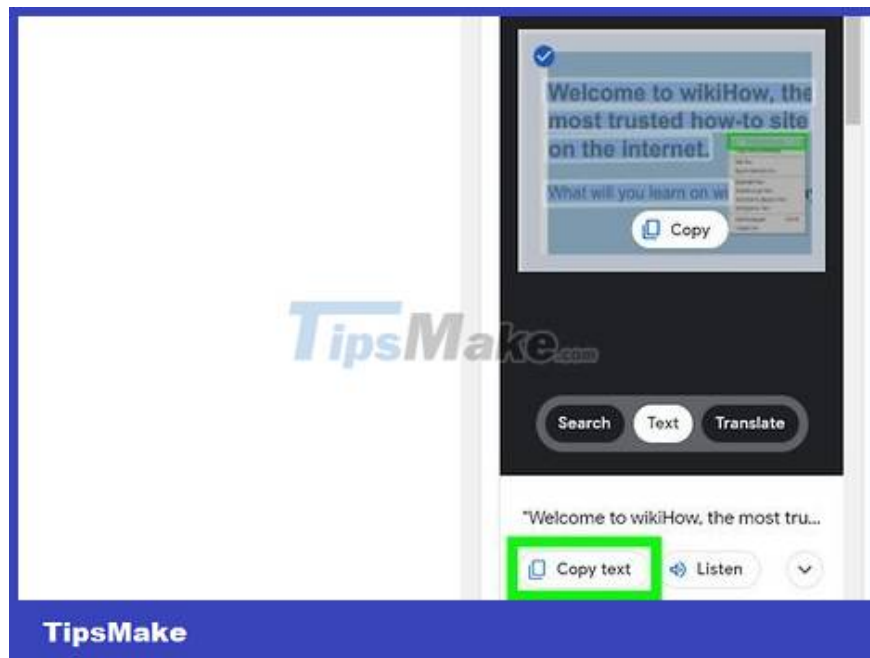 Welcome to wikiHow, the
most trusted how-to site
on the internet.
What will you learn on
Copy
TipsMake.com
Search
Text
Translate
"Welcome to wikiHow, the most tru...
Copy text
Listen
TipsMake